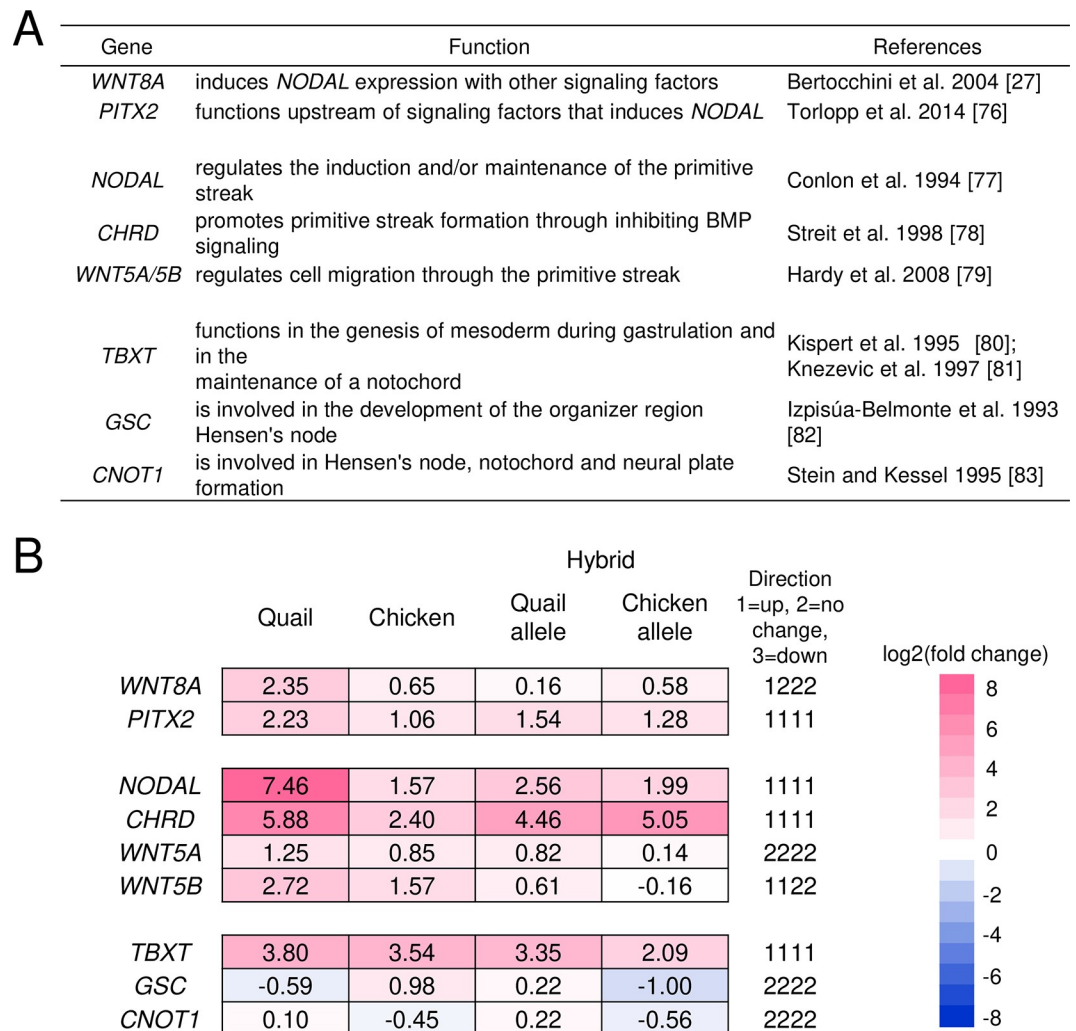 A
Gene Function References
WNT8A induces NODAL expression with other signaling factors Bertocchini et al. 2004 [27]
PITX2 functions upstream of signaling factors that induces NODAL Torlopp et al. 2014 [76]
NODAL regulates the induction and/or maintenance of the primitive
streak Conlon et al. 1994 [77]
CHRD promotes primitive streak formation through inhibiting BMP
signaling Streit et al. 1998 [78]
WNT5A/5B regulates cell migration through the primitive streak Hardy et al. 2008 [79]
TBXT functions in the genesis of mesoderm during gastrulation and
in the
maintenance of a notochord
Kispert et al. 1995 [80];
Knezevic et al. 1997 [81]
GSC is involved in the development of the organizer region
Hensen's node
Izpisúa-Belmonte et al. 1993
[82]
CNOT1 is involved in Hensen's node, notochord and neural plate
formation Stein and Kessel 1995 [83]
B
Hybrid
Quail Chicken Quail
allele
Chicken
allele
Direction
1=up, 2=no
change,
3=down
log2(fold change)
WNT8A 2.35 0.65 0.16 0.58 1222
PITX2 2.23 1.06 1.54 1.28 1111
NODAL 7.46 1.57 2.56 1.99 1111
CHRD 5.88 2.40 4.46 5.05 1111
WNT5A 1.25 0.85 0.82 0.14 2222
WNT5B 2.72 1.57 0.61 -0.16 1122
TBXT 3.80 3.54 3.35 2.09 1111
GSC -0.59 0.98 0.22 -1.00 2222
CNOT1 0.10 -0.45 0.22 -0.56 2222
8
6
4
2
0
-2
-4
-6
-8